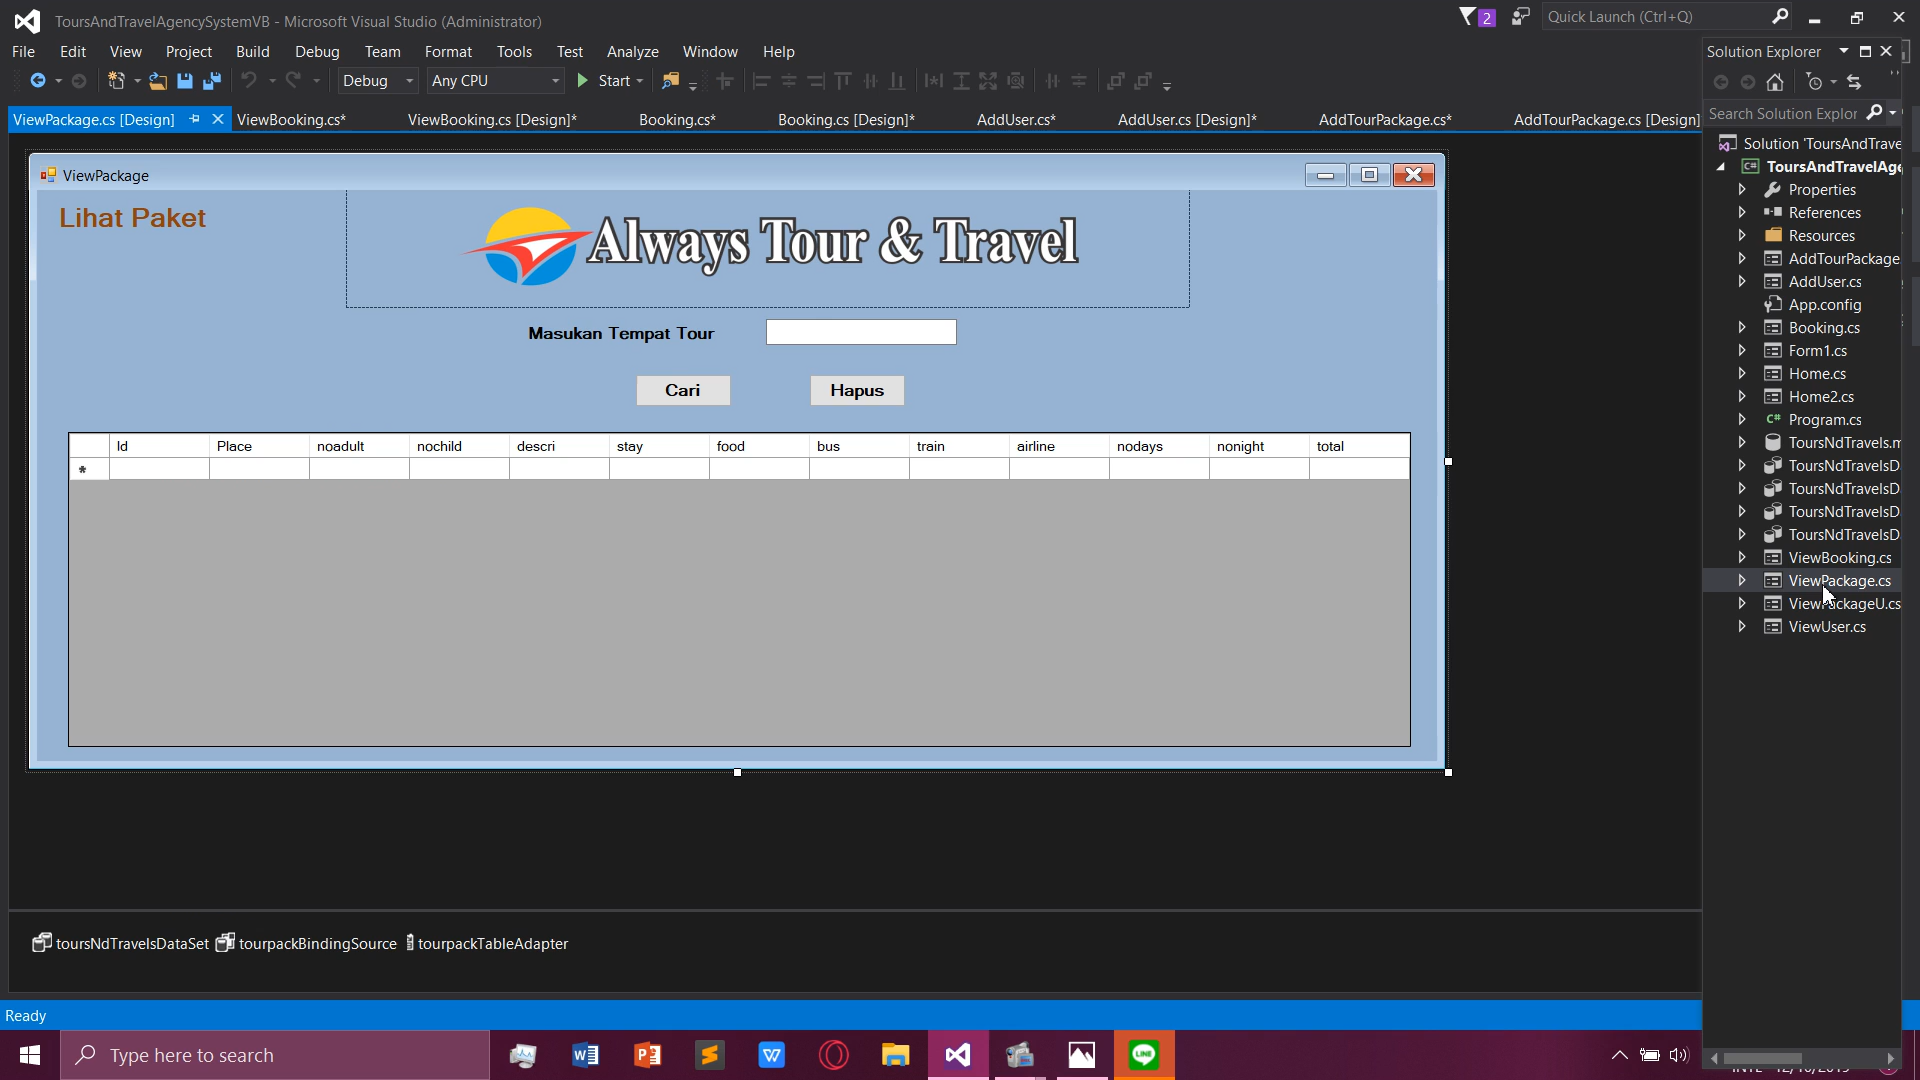 ToursAndTravelAgencySystemVB - Microsoft Visual Studio (Administrator)
2
Quick Launch (Ctrl+Q)
File Edit View Project Build Debug Team Format Tools Test Analyze Window Help
Debug Any CPU Start
ViewPackage.cs [Design] ViewBooking.cs* ViewBooking.cs [Design]* Booking.cs* Booking.cs [Design]* AddUser.cs* AddUser.cs [Design]* AddTourPackage.cs* AddTourPackage.cs [Design]
ViewPackage
Lihat Paket
Always Tour & Travel
Masukan Tempat Tour
Cari Hapus
Id Place noadult nochild descri stay food bus train airline nodays nonight total
*
toursNdTravelsDataSet tourpackBindingSource tourpackTableAdapter
Solution Explorer
Search Solution Explor
Solution 'ToursAndTrave
C# ToursAndTravelAge
Properties
References
Resources
AddTourPackage
AddUser.cs
App.config
Booking.cs
Form1.cs
Home.cs
Home2.cs
C# Program.cs
ToursNdTravels.m
ToursNdTravelsD
ToursNdTravelsD
ToursNdTravelsD
ToursNdTravelsD
ViewBooking.cs
ViewPackage.cs
ViewPackageU.cs
ViewUser.cs
Ready
Type here to search
LINE